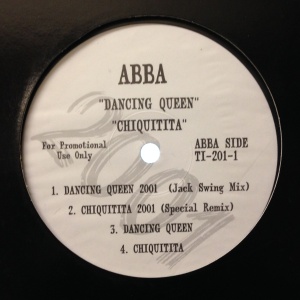 ABBA
"DANCING QUEEN"
"CHIQUITITA"
For Promotional
Use Only
ABBA SIDE
TI-201-1
1. DANCING QUEEN 2001 (Jack Swing Mix)
2. CHIQUITITA 2001 (Special Remix)
3. DANCING QUEEN
4. CHIQUITITA
2001